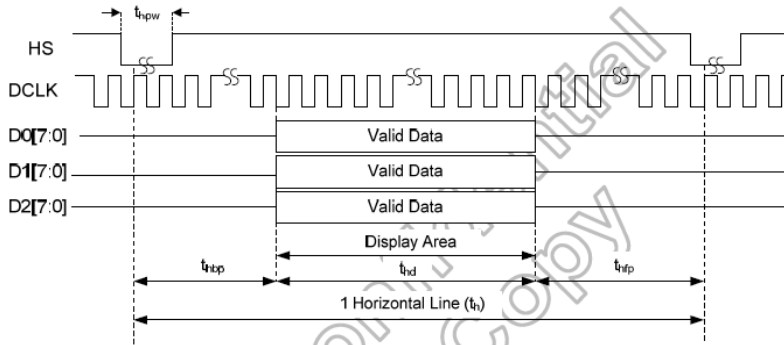 thpw
HS
DCLK
D0[7:0] Valid Data
D1[7:0] Valid Data
D2[7:0] Valid Data
Display Area
thbp thd thfp
1 Horizontal Line (th)
Copy